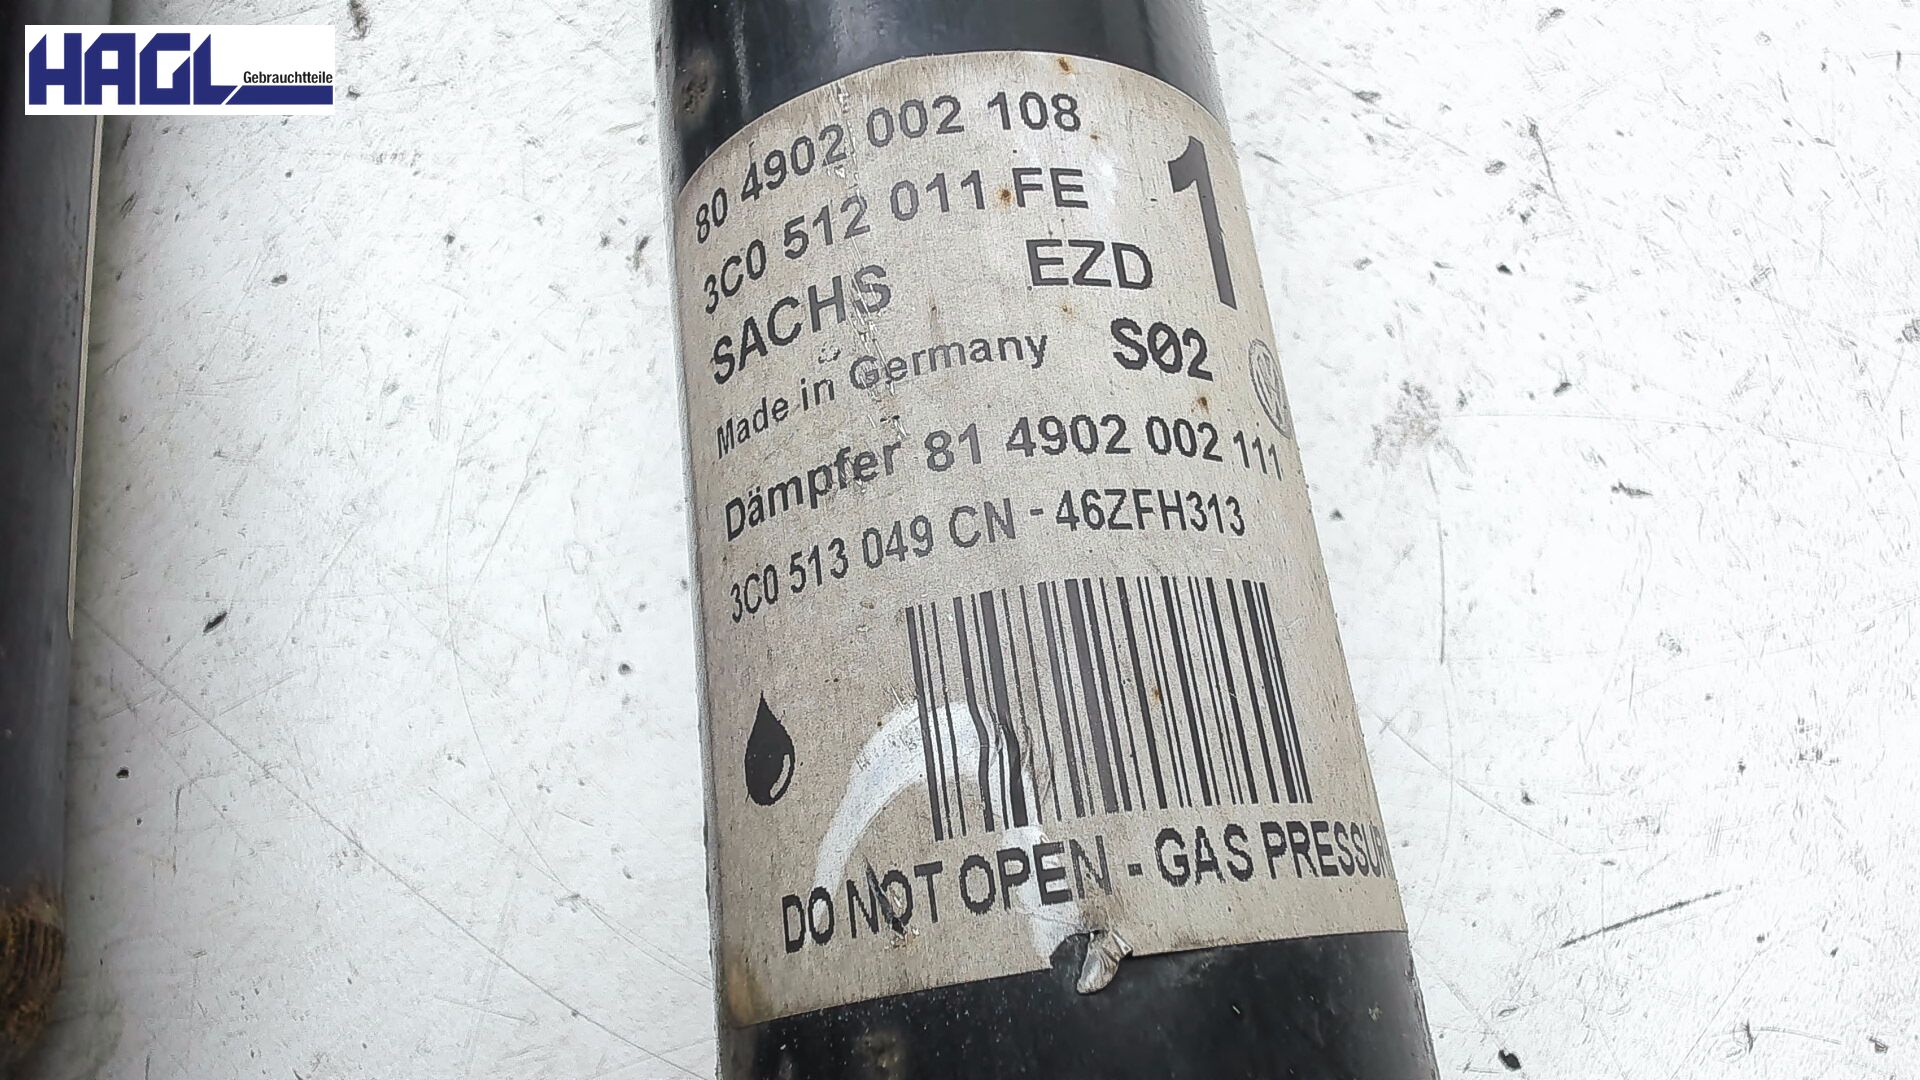 HAGL
Gebrauchtteile
80 4902 002 108
3C0 512 011 FE
1
SACHS EZD
Made in Germany S02
Dämpfer 81 4902 002 111
3C0 513 049 CN - 46ZFH313
DO NOT OPEN - GAS PRESSUR